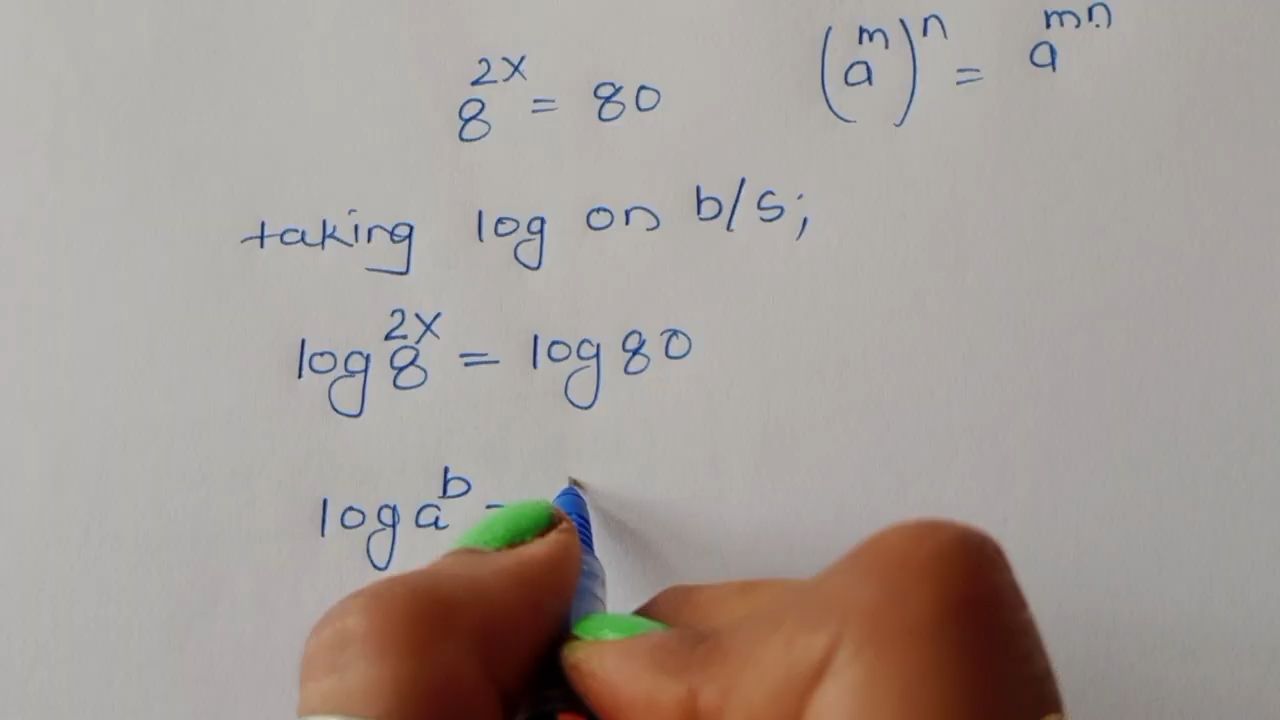 8^{2x} = 80
(a^m)^n = a^{mn}
taking log on b/s;
log 8^{2x} = log 80
log a^b =